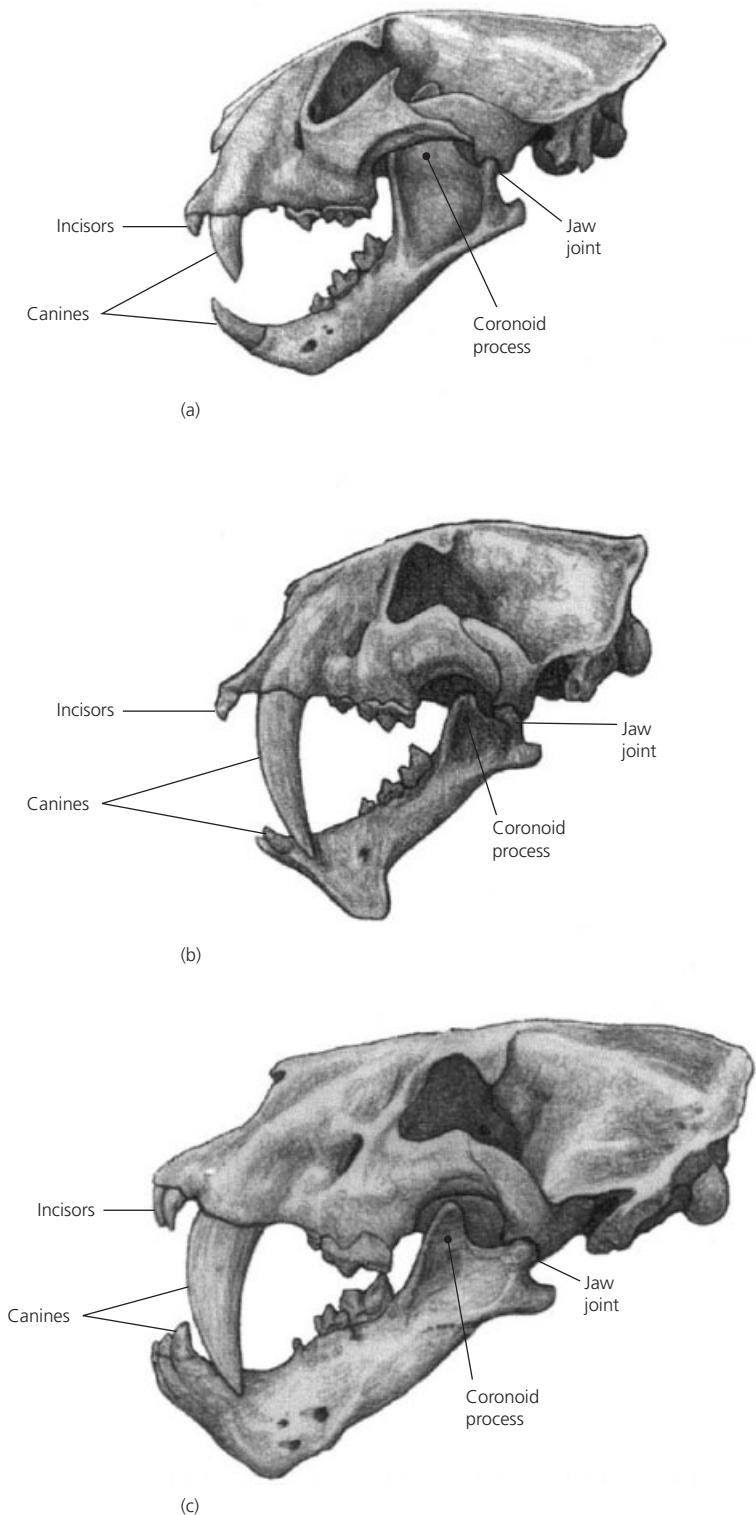 Incisors
Jaw
joint
Canines
Coronoid
process
(a)
Incisors
Jaw
joint
Canines
Coronoid
process
(b)
Incisors
Jaw
joint
Canines
Coronoid
process
(c)